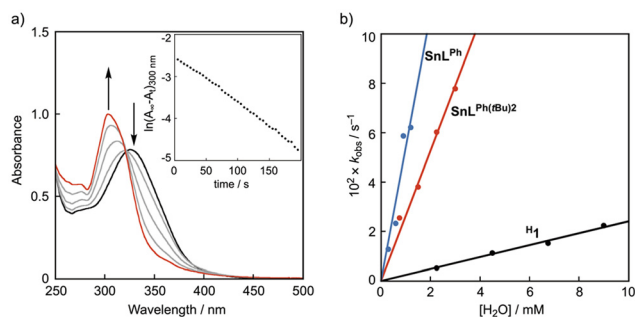 a)
Absorbance
1.5
1.0
0.5
0
250 300 350 400 450 500
Wavelength / nm
ln(A∞-At)300 nm
-2
-3
-4
-5
0 50 100 150
time / s
b)
10² × kobs / s⁻¹
10
8
6
4
2
0
0 2 4 6 8 10
[H₂O] / mM
SnLPh
SnLPh(tBu)2
H1